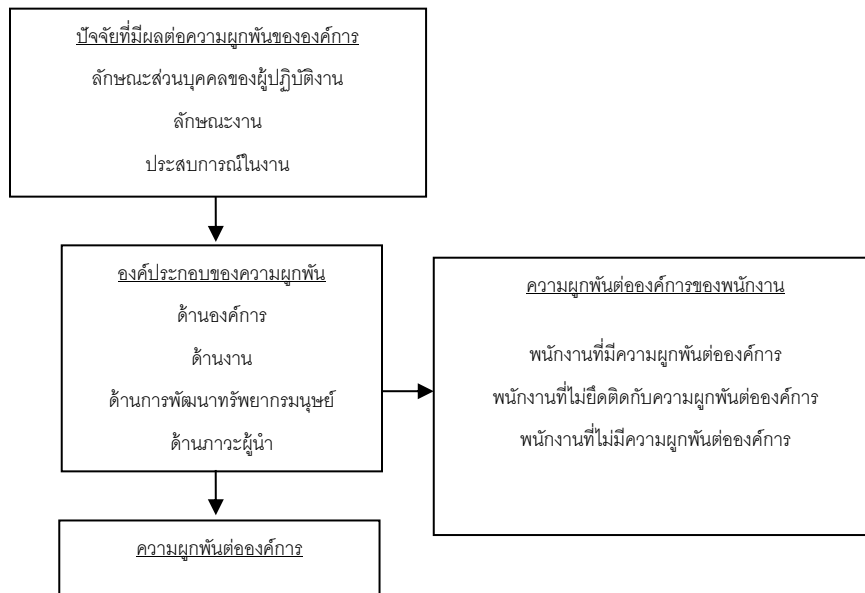 ปัจจัยที่มีผลต่อความผูกพันขององค์การ
ลักษณะส่วนบุคคลของผู้ปฏิบัติงาน
ลักษณะงาน
ประสบการณ์ในงาน
องค์ประกอบของความผูกพัน
ด้านองค์การ
ด้านงาน
ด้านการพัฒนาทรัพยากรมนุษย์
ด้านภาวะผู้นำ
ความผูกพันต่อองค์การของพนักงาน
พนักงานที่มีความผูกพันต่อองค์การ
พนักงานที่ไม่ยึดติดกับความผูกพันต่อองค์การ
พนักงานที่ไม่มีความผูกพันต่อองค์การ
ความผูกพันต่อองค์การ